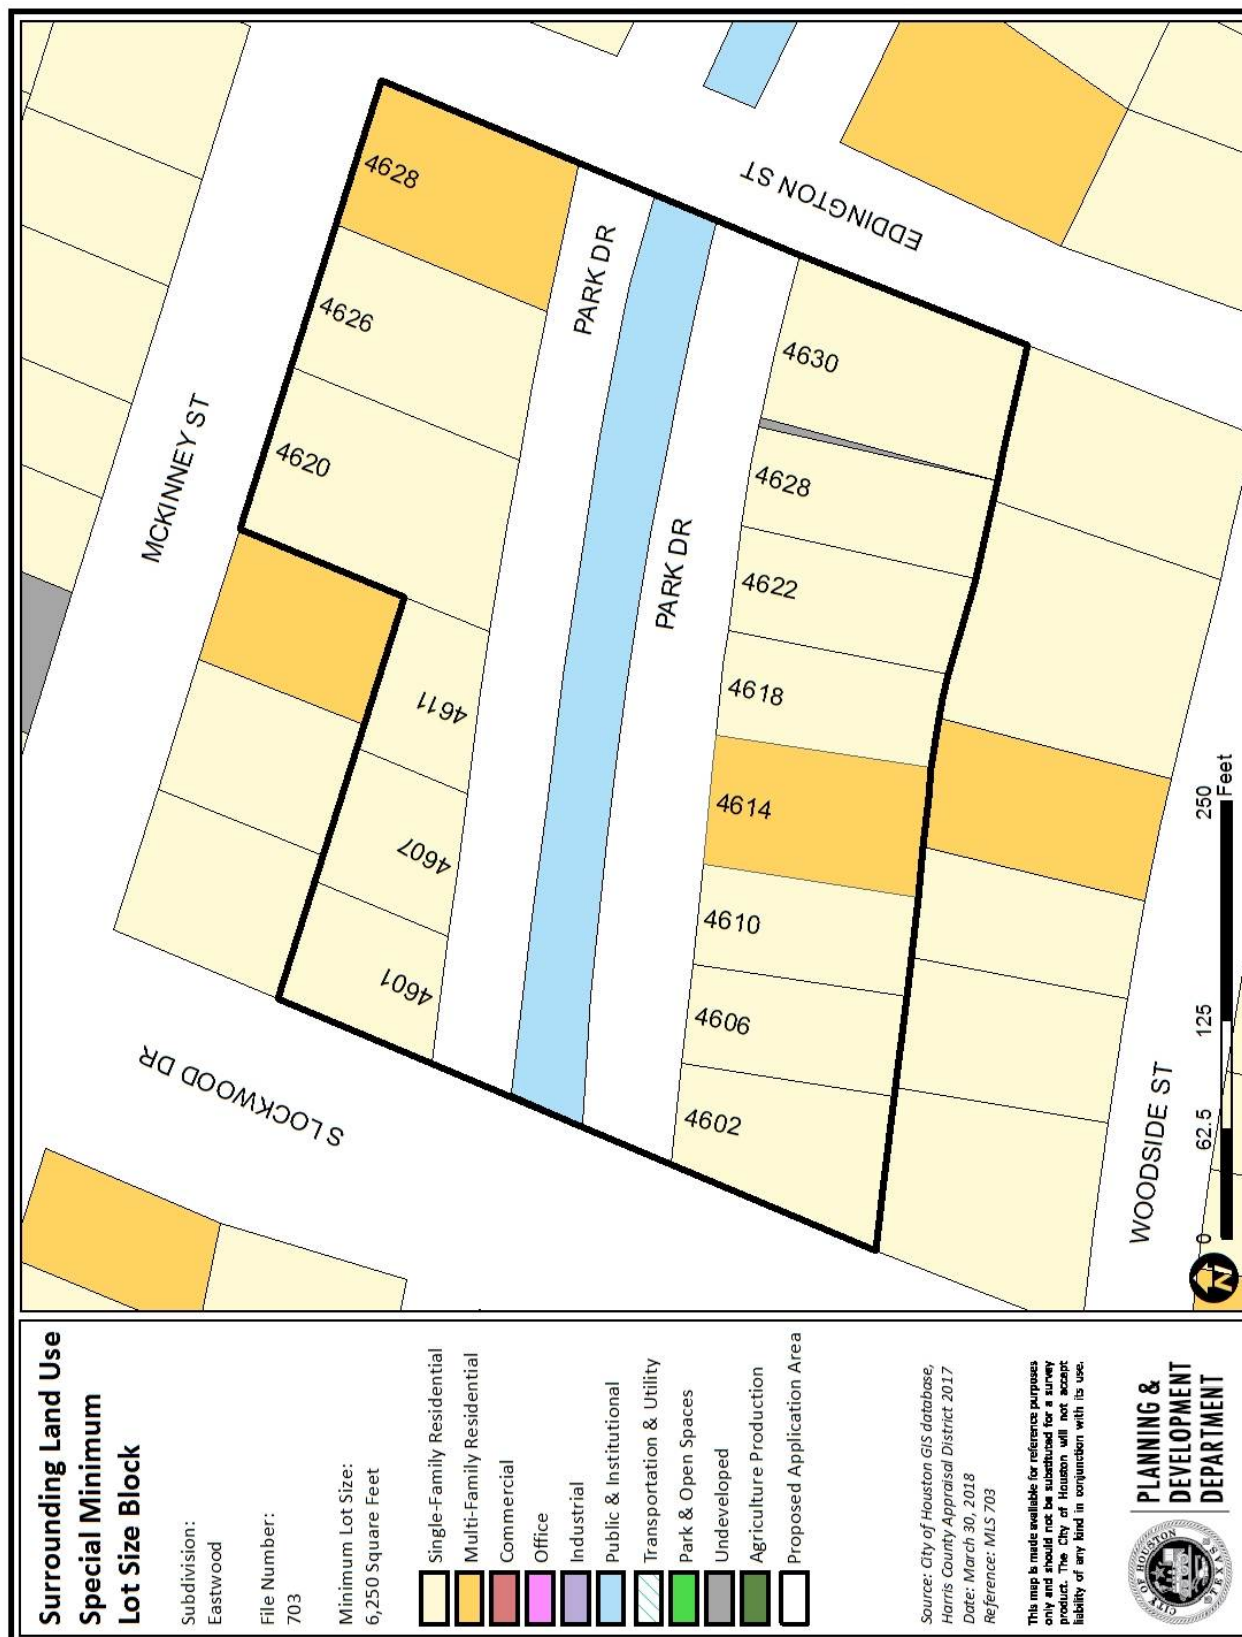 Surrounding Land Use
Special Minimum
Lot Size Block
Subdivision:
Eastwood
File Number:
703
Minimum Lot Size:
6,250 Square Feet
Single-Family Residential
Multi-Family Residential
Commercial
Office
Industrial
Public & Institutional
Transportation & Utility
Park & Open Spaces
Undeveloped
Agriculture Production
Proposed Application Area
Source: City of Houston GIS database,
Harris County Appraisal District 2017
Date: March 30, 2018
Reference: MLS 703
This map is made available for reference purposes
only and should not be substituted for a survey
product. The City of Houston will not accept
liability of any kind in conjunction with its use.
CITY OF HOUSTON
TEXAS
PLANNING &
DEVELOPMENT
DEPARTMENT
S LOCKWOOD DR
MCKINNEY ST
EDDINGTON ST
WOODSIDE ST
PARK DR
PARK DR
4601
4607
4611
4620
4626
4628
4602
4606
4610
4614
4618
4622
4628
4630
N
0
62.5
125
250
Feet